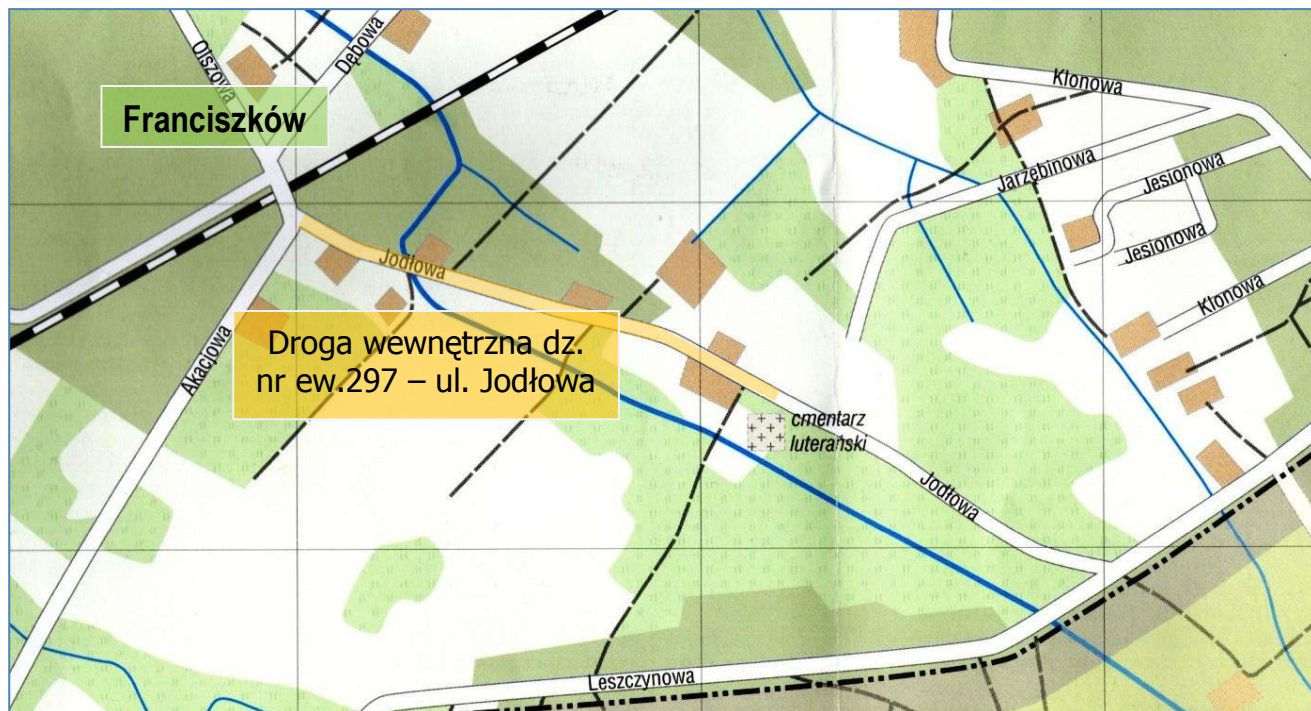 Olszowa
Dębowa
Franciszków
Klonowa
Jarzębinowa
Jesionowa
Jesionowa
Klonowa
Jodłowa
Akacjowa
Droga wewnętrzna dz.
nr ew.297 – ul. Jodłowa
cmentarz
luterański
Jodłowa
Leszczynowa